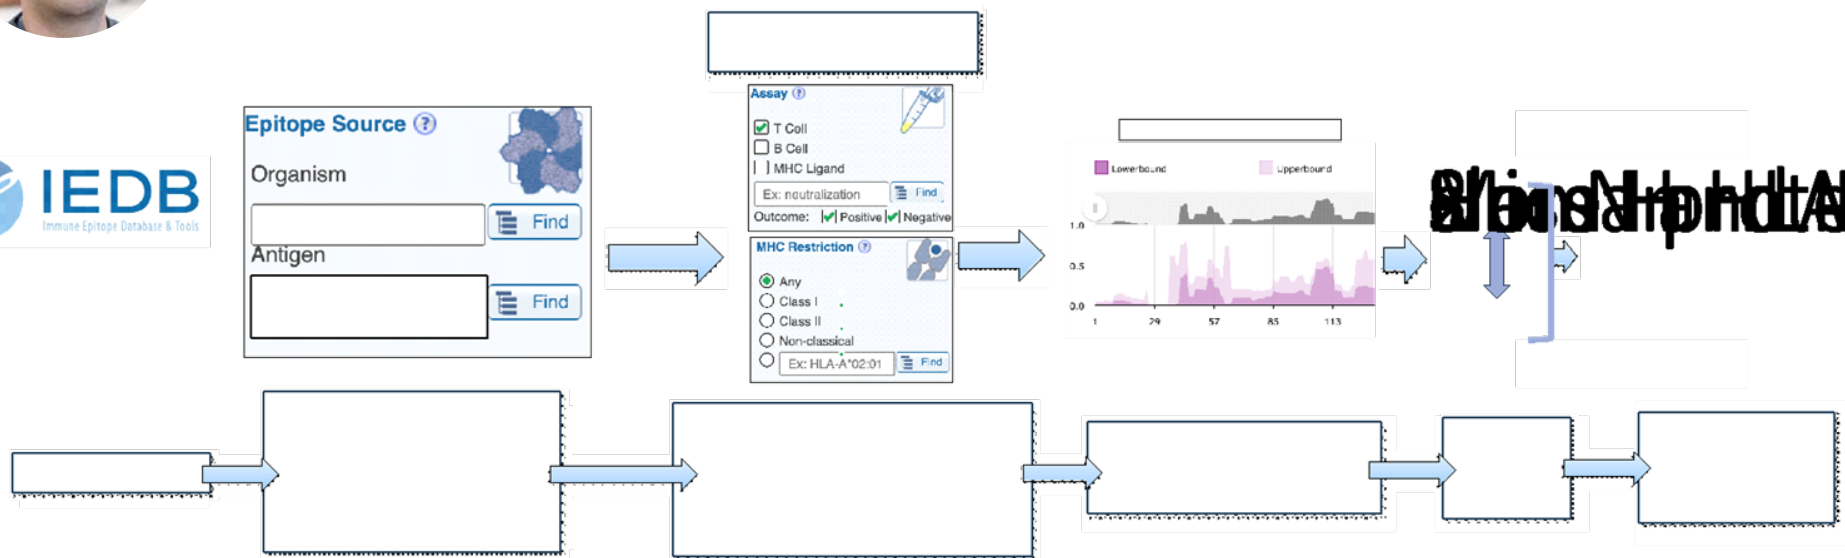 IEDB
Immune Epitope Database & Tools
Epitope Source ?
Organism
Find
Antigen
Find
Assay ?
T Cell
B Cell
MHC Ligand
Ex: neutralization Find
Outcome: Positive Negative
MHC Restriction ?
Any
Class I
Class II
Non-classical
Ex: HLA-A*02:01 Find
Lowerbound Upperbound
1.0
0.5
0.0
1 29 57 85 113